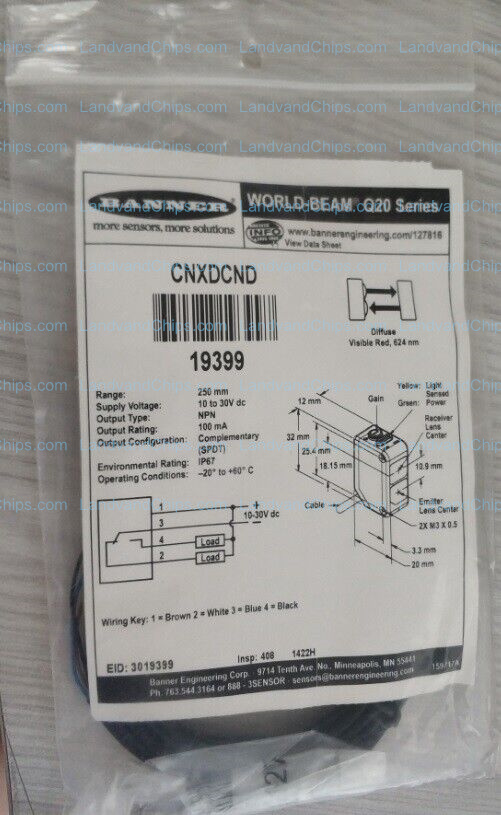 LandvandChips.com
BANNER
more sensors, more solutions
WORLD-BEAM Q20 Series
INFO
www.bannerengineering.com/127816
View Data Sheet
CNXDCND
19399
Diffuse
Visible Red, 624 nm
Range: 250 mm
Supply Voltage: 10 to 30V dc
Output Type: NPN
Output Rating: 100 mA
Output Configuration: Complementary
(SPDT)
Environmental Rating: IP67
Operating Conditions: –20° to +60° C
12 mm
Gain
Yellow: Light
Sensed
Green: Power
Receiver
Lens
Center
32 mm
25.4 mm
18.15 mm
10.9 mm
Cable
Emitter
Lens Center
2X M3 X 0.5
3.3 mm
20 mm
1
+
10-30V dc
3
–
4
Load
2
Load
Wiring Key: 1 = Brown 2 = White 3 = Blue 4 = Black
EID: 3019399
Insp: 408 1422H
Banner Engineering Corp. 9714 Tenth Ave. No., Minneapolis, MN 55441
Ph. 763.544.3164 or 888 - 3SENSOR sensors@bannerengineering.com